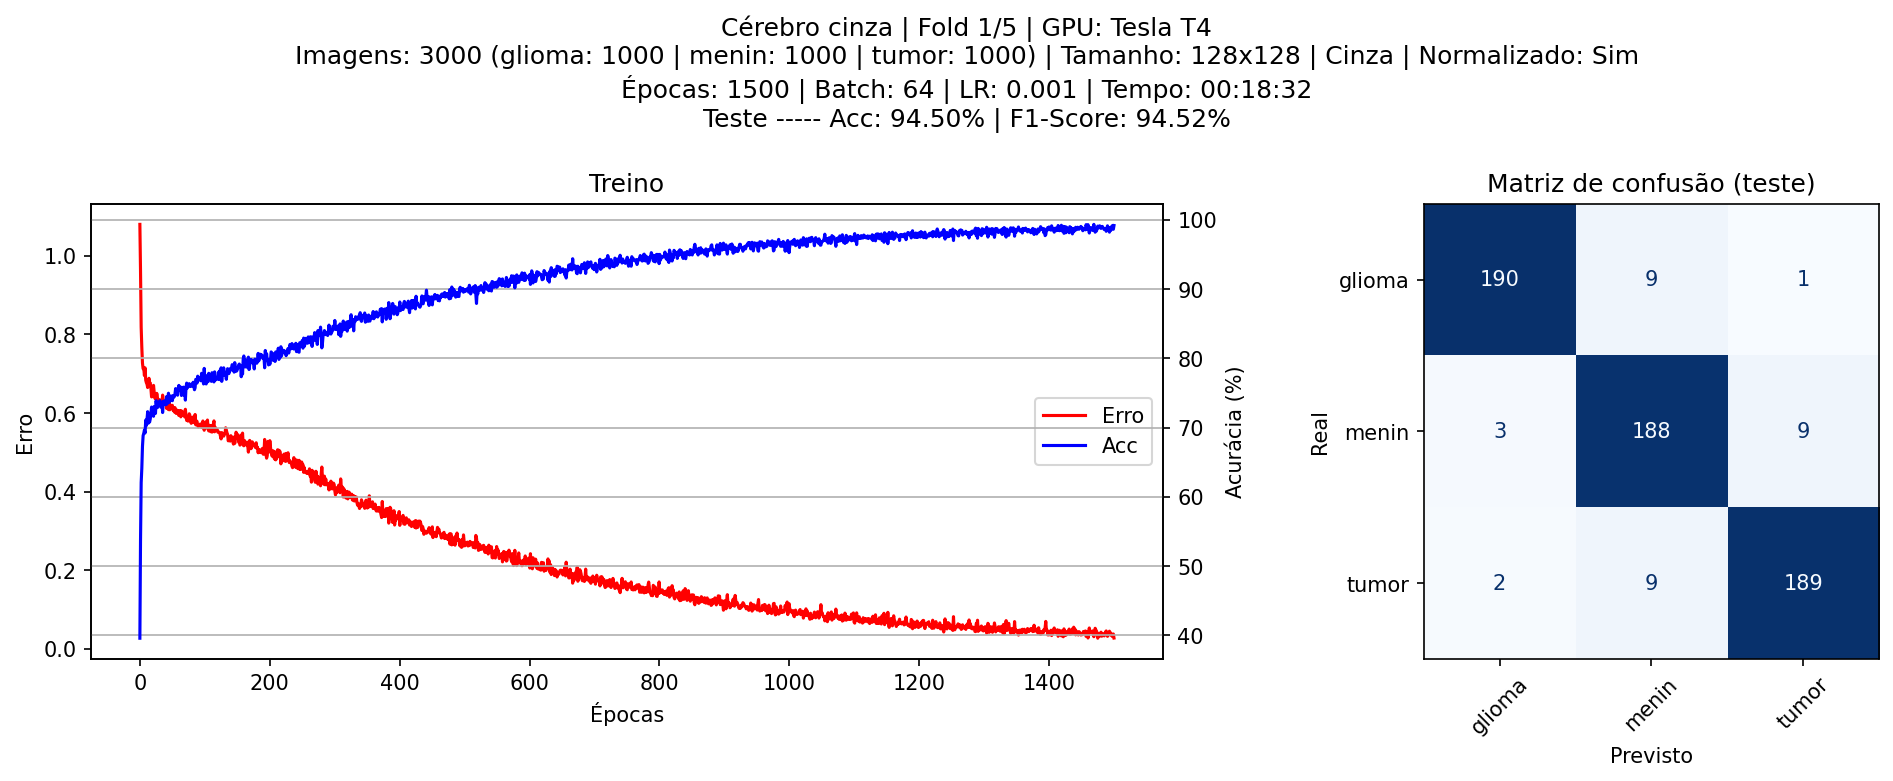 Cérebro cinza | Fold 1/5 | GPU: Tesla T4
Imagens: 3000 (glioma: 1000 | menin: 1000 | tumor: 1000) | Tamanho: 128x128 | Cinza | Normalizado: Sim
Épocas: 1500 | Batch: 64 | LR: 0.001 | Tempo: 00:18:32
Teste ----- Acc: 94.50% | F1-Score: 94.52%
Treino
Erro
1.0
0.8
0.6
0.4
0.2
0.0
0 200 400 600 800 1000 1200 1400
Épocas
100
90
80
70
60
50
40
Acurácia (%)
Erro
Acc
Matriz de confusão (teste)
Real
glioma 190 9 1
menin 3 188 9
tumor 2 9 189
glioma menin tumor
Previsto